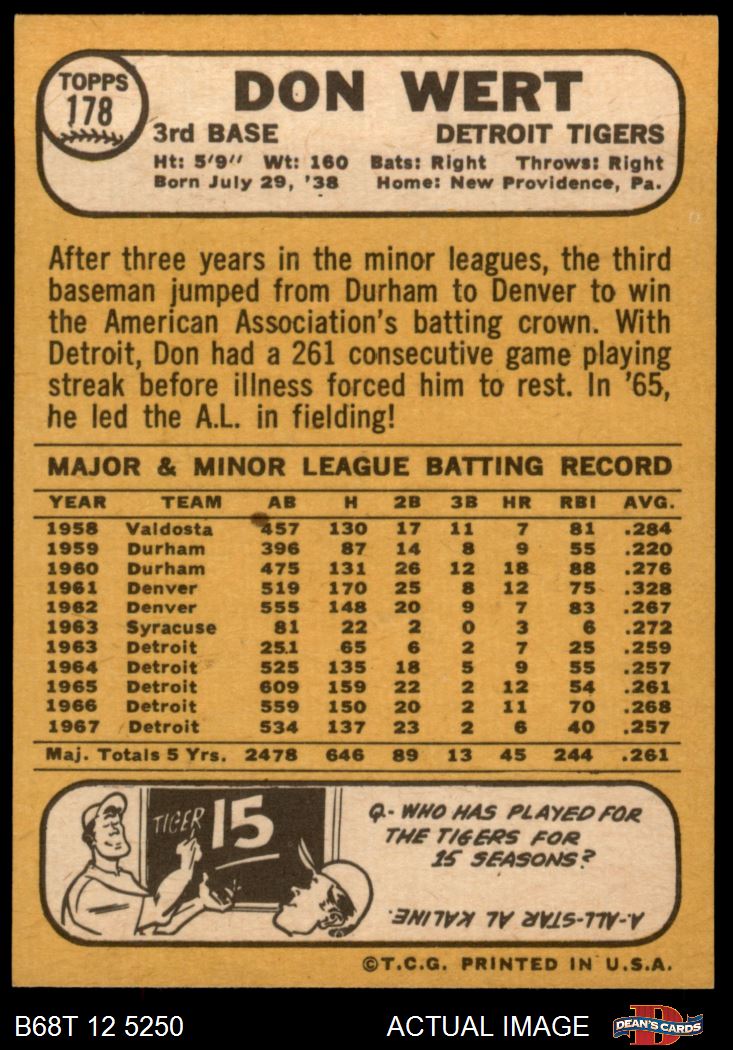 TOPPS
178
DON WERT
3rd BASE DETROIT TIGERS
Ht: 5'9" Wt: 160 Bats: Right Throws: Right
Born July 29, '38 Home: New Providence, Pa.
After three years in the minor leagues, the third
baseman jumped from Durham to Denver to win
the American Association's batting crown. With
Detroit, Don had a 261 consecutive game playing
streak before illness forced him to rest. In '65,
he led the A.L. in fielding!
MAJOR & MINOR LEAGUE BATTING RECORD
YEAR TEAM AB H 2B 3B HR RBI AVG.
1958 Valdosta 457 130 17 11 7 81 .284
1959 Durham 396 87 14 8 9 55 .220
1960 Durham 475 131 26 12 18 88 .276
1961 Denver 519 170 25 8 12 75 .328
1962 Denver 555 148 20 9 7 83 .267
1963 Syracuse 81 22 2 0 3 6 .272
1963 Detroit 251 65 6 2 7 25 .259
1964 Detroit 525 135 18 5 9 55 .257
1965 Detroit 609 159 22 2 12 54 .261
1966 Detroit 559 150 20 2 11 70 .268
1967 Detroit 534 137 23 2 6 40 .257
Maj. Totals 5 Yrs. 2478 646 89 13 45 244 .261
TIGER 15
Q- WHO HAS PLAYED FOR
THE TIGERS FOR
15 SEASONS?
A-ALL-STAR AL KALINE.
©T.C.G. PRINTED IN U.S.A.
B68T 12 5250 ACTUAL IMAGE
D
DEAN'S CARDS